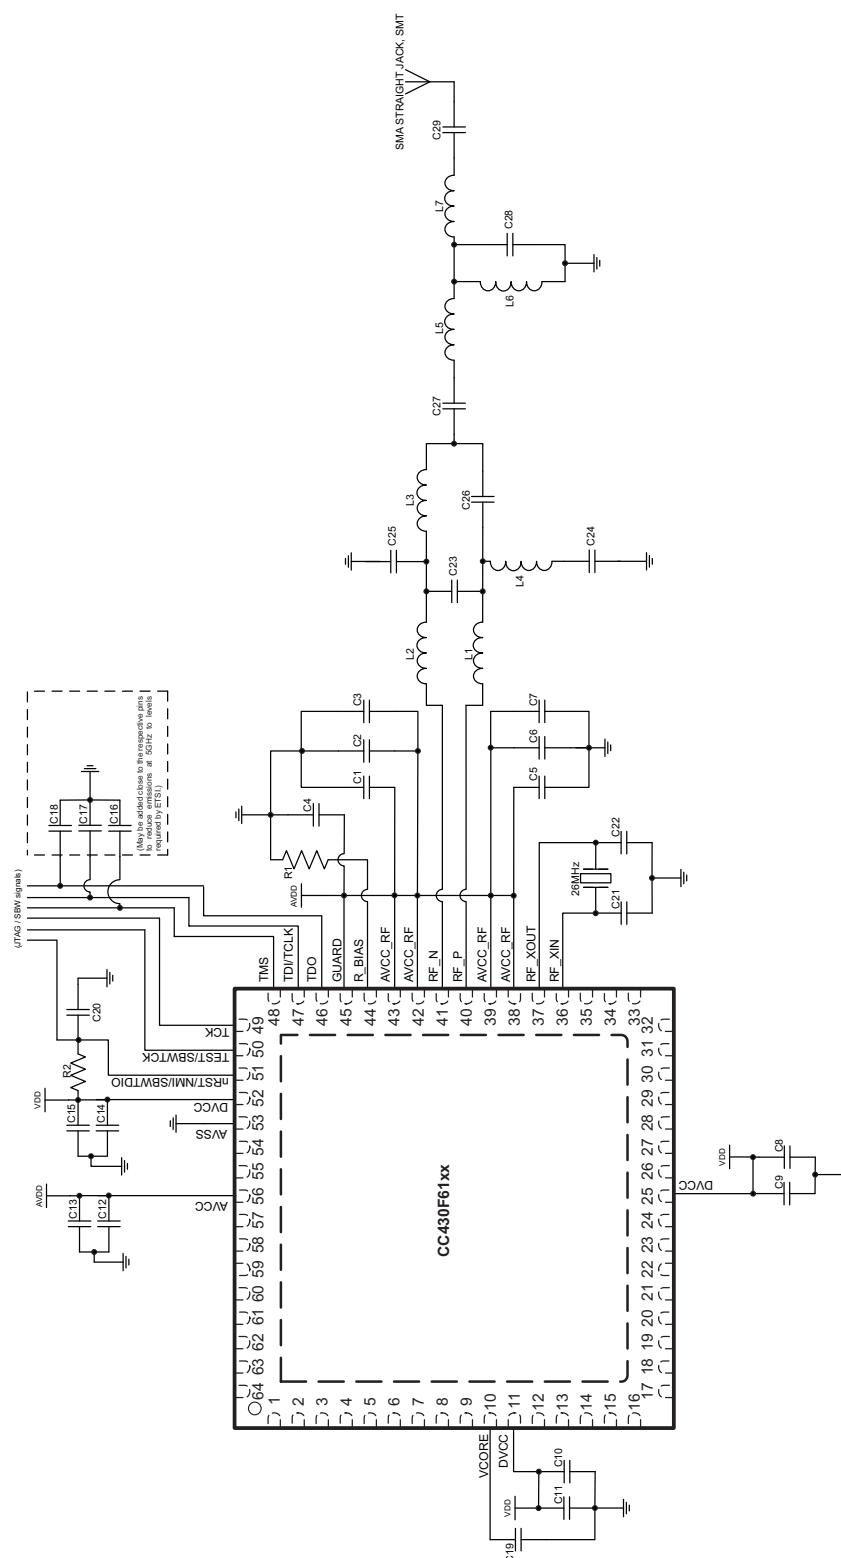 SMA STRAIGHT JACK, SMT
C29
L7
C28
L6
L5
C27
L3
C26
C25
C24
C23
L4
L2
L1
(May be added close to the respective pins
to reduce emissions at 5GHz to levels
required by ETSI.)
C18
C17
C16
C3
C2
C1
C4
R1
AVDD
C7
C6
C5
C22
C21
26MHz
(JTAG / SBW signals)
TMS
TDI/TCLK
TDO
GUARD
R_BIAS
AVCC_RF
AVCC_RF
RF_N
RF_P
AVCC_RF
AVCC_RF
RF_XOUT
RF_XIN
48
47
46
45
44
43
42
41
40
39
38
37
36
35
34
33
C20
R2
VDD
C15
C14
AVDD
C13
C12
TCK
TEST/SBWTCK
nRST/NMI/SBWTDIO
DVCC
AVSS
AVCC
49
50
51
52
53
54
55
56
57
58
59
60
61
62
63
64
CC430F61xx
32
31
30
29
28
27
26
25
24
23
22
21
20
19
18
17
DVCC
VDD
C8
C9
1
2
3
4
5
6
7
8
9
10
11
12
13
14
15
16
VCORE
DVCC
VDD
C10
C11
C19